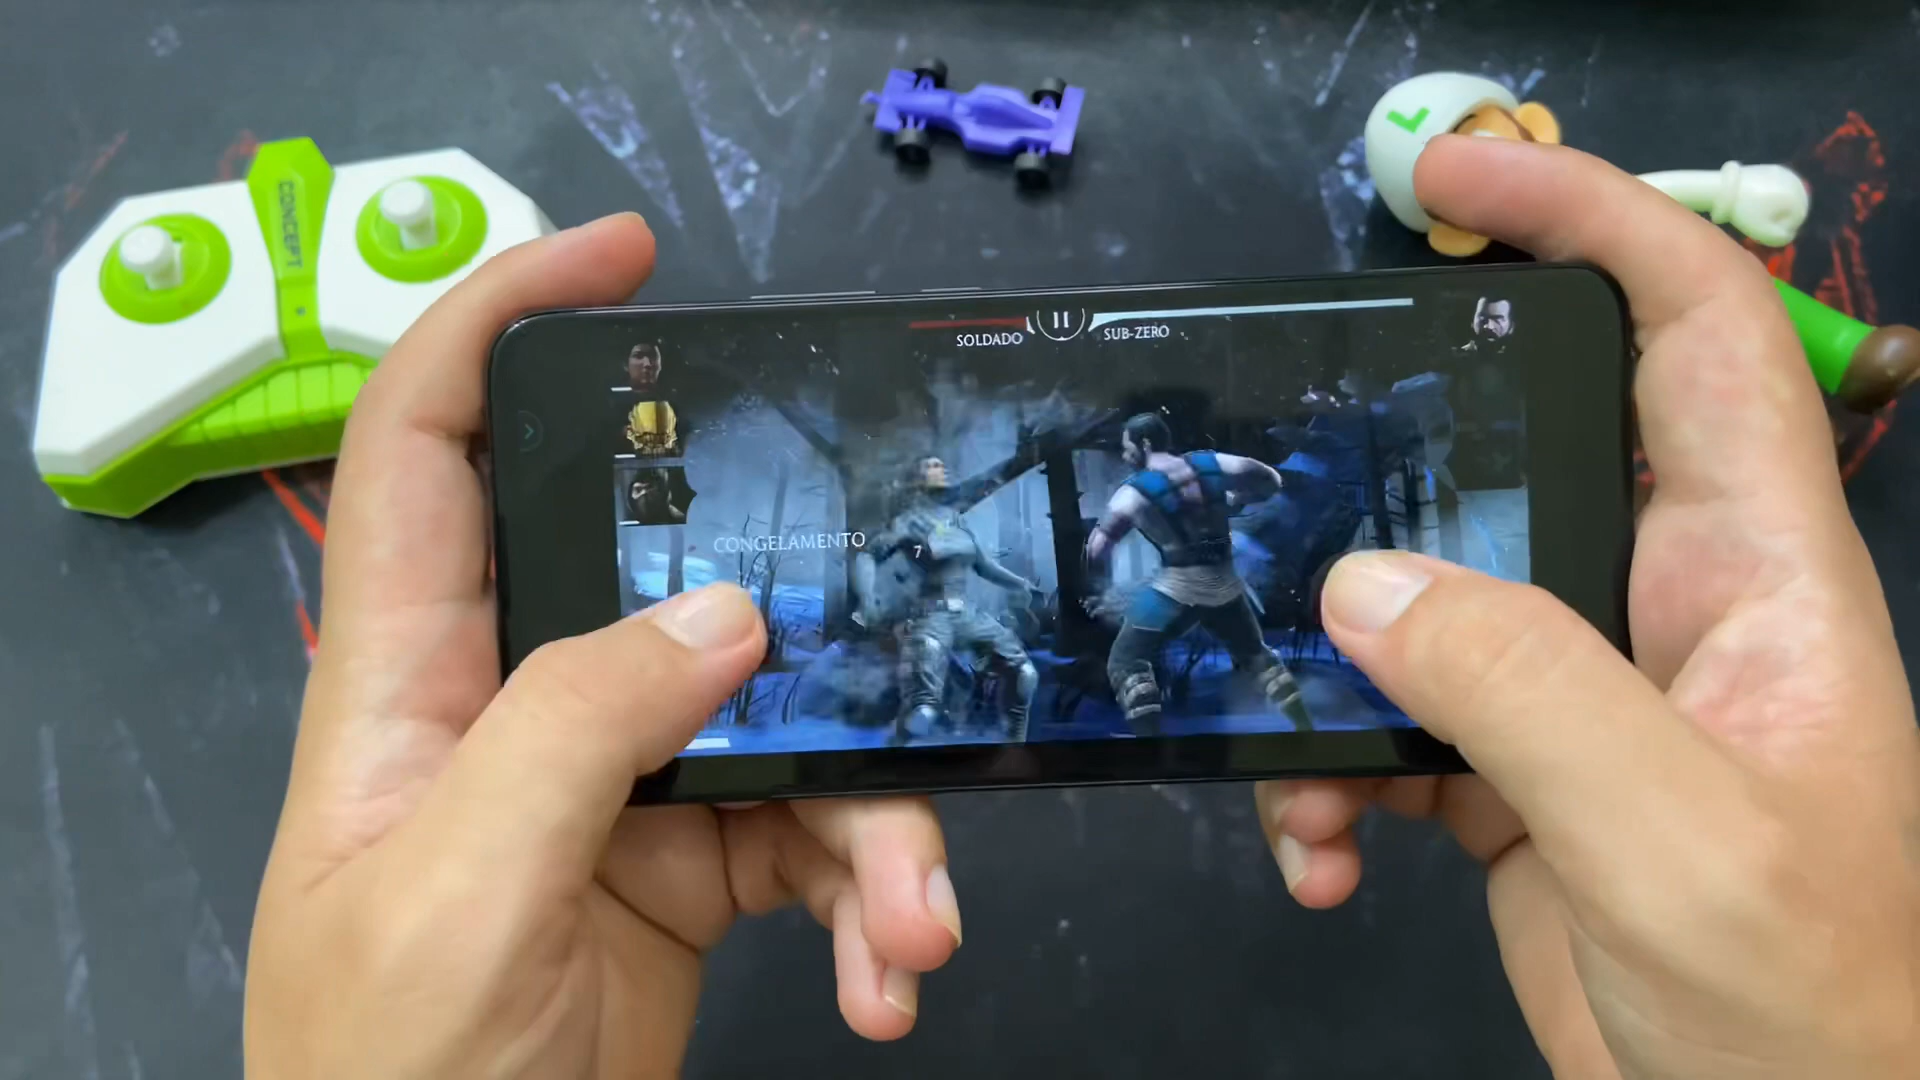 L
CONCEPT
SOLDADO
SUB-ZERO
CONGELAMENTO
7